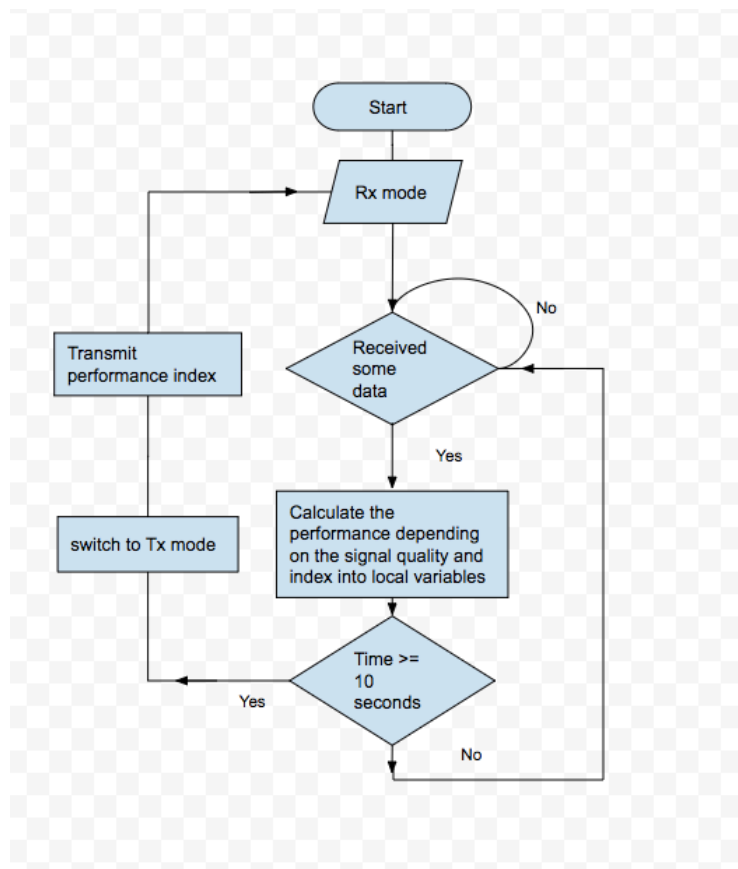 Start
Rx mode
No
Received
some
data
Transmit
performance index
Yes
Calculate the
performance depending
on the signal quality and
index into local variables
switch to Tx mode
Time >=
10
seconds
Yes
No